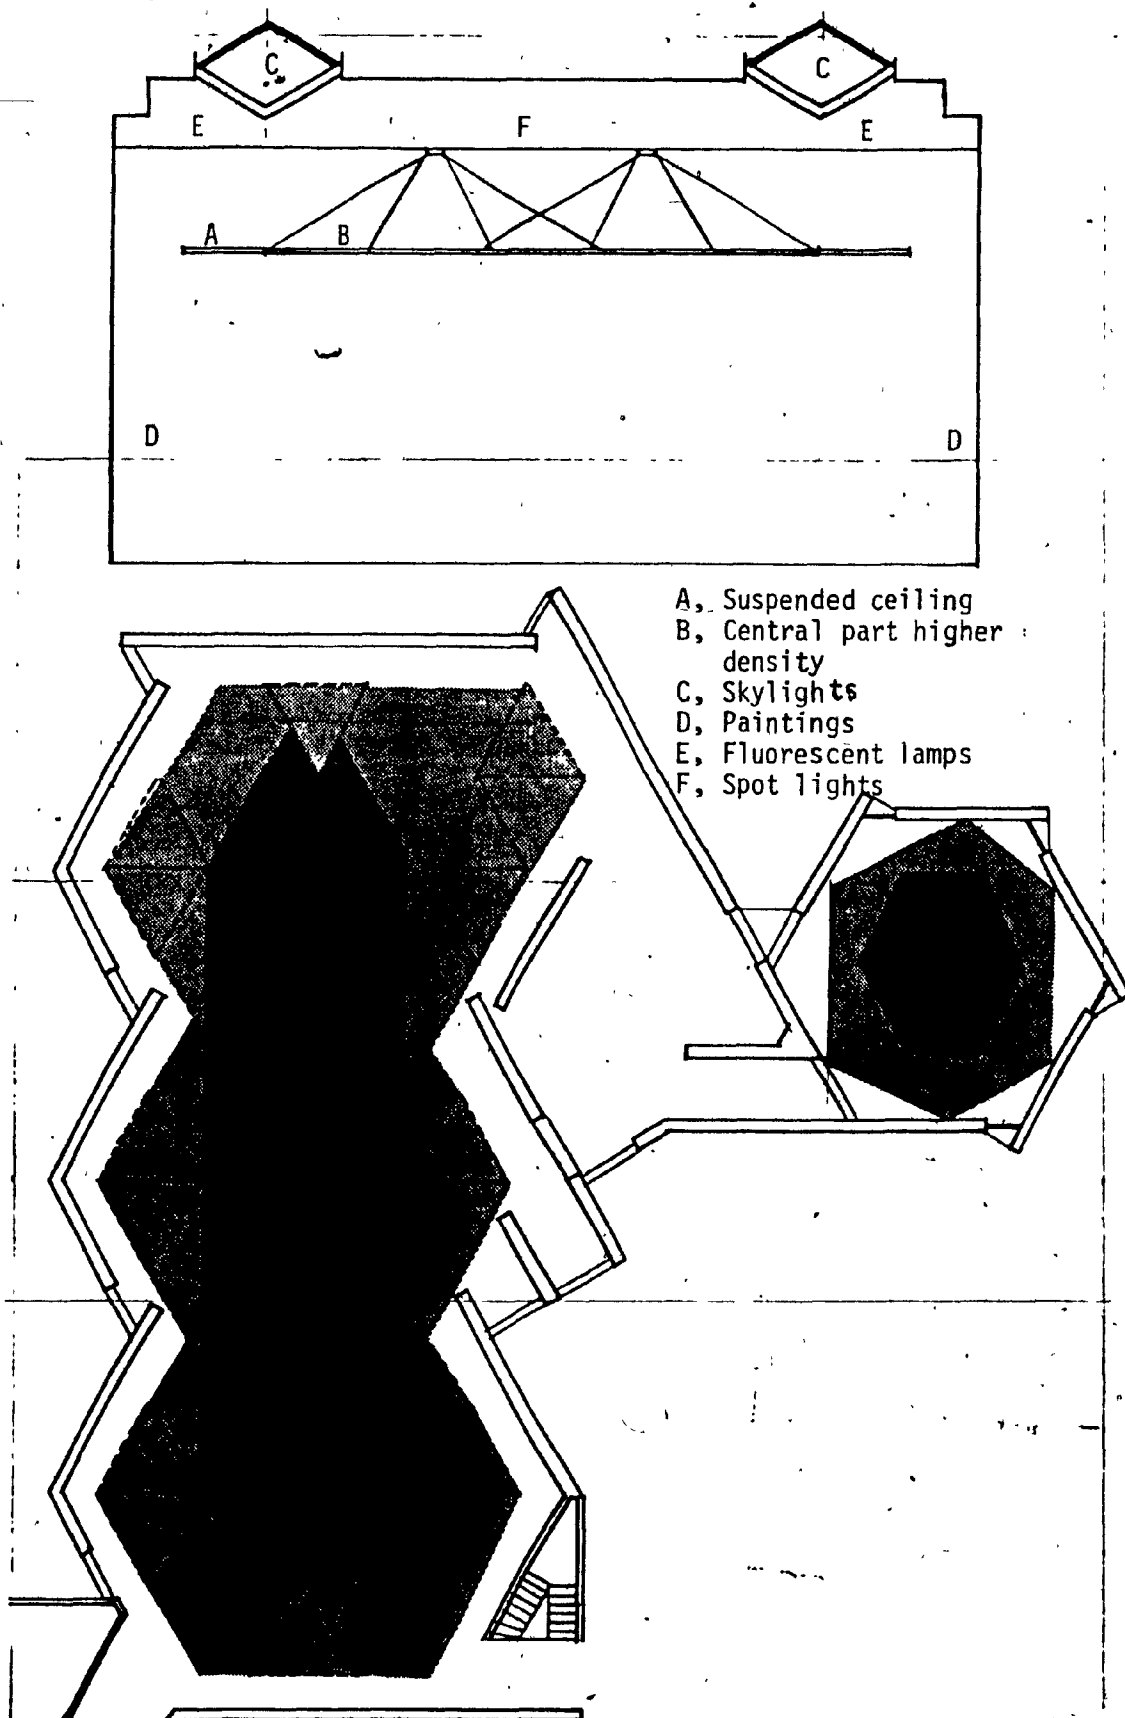 C
C
E
F
E
A
B
D
D
A, Suspended ceiling
B, Central part higher
density
C, Skylights
D, Paintings
E, Fluorescent lamps
F, Spot lights